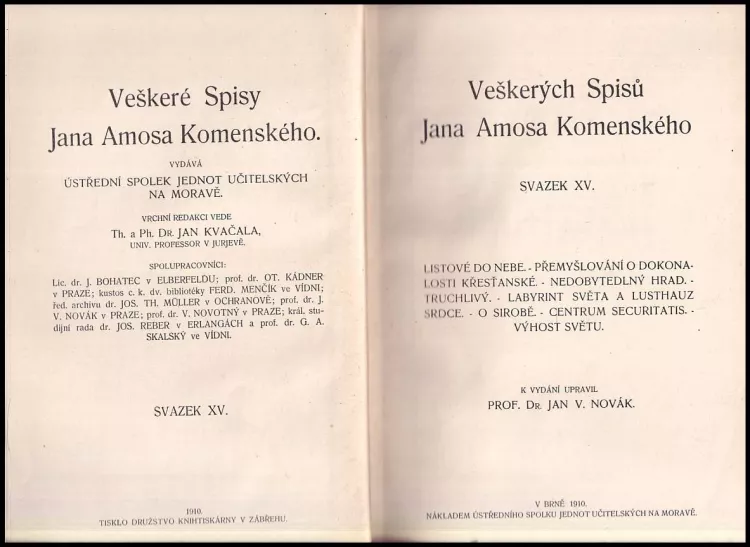 Veškeré Spisy
Jana Amosa Komenského.
VYDÁVÁ
ÚSTŘEDNÍ SPOLEK JEDNOT UČITELSKÝCH
NA MORAVĚ.
VRCHNÍ REDAKCI VEDE
Th. a Ph. DR. JAN KVAČALA,
UNIV. PROFESSOR V JURJEVĚ.
SPOLUPRACOVNÍCI:
Lic. dr. J. BOHATEC v ELBERFELDU; prof. dr. OT. KÁDNER
v PRAZE; kustos c. k. dv. bibliotéky FERD. MENČÍK ve VÍDNI;
řed. archivu dr. JOS. TH. MÜLLER v OCHRANOVĚ; prof. dr. J.
V. NOVÁK v PRAZE; prof. dr. V. NOVOTNÝ v PRAZE; král. stu-
dijní rada dr. JOS. REBER v ERLANGÁCH a prof. dr. G. A.
SKALSKÝ ve VÍDNI.
SVAZEK XV.
1910.
TISKLO DRUŽSTVO KNIHTISKÁRNY V ZÁBŘEHU.
Veškerých Spisů
Jana Amosa Komenského
SVAZEK XV.
LISTOVÉ DO NEBE. - PŘEMYŠLOVÁNÍ O DOKONA-
LOSTI KŘESŤANSKÉ. - NEDOBYTEDLNÝ HRAD. -
TRUCHLIVÝ. - LABYRINT SVĚTA A LUSTHAUZ
SRDCE. - O SIROBĚ. - CENTRUM SECURITATIS. -
VÝHOST SVĚTU.
K VYDÁNÍ UPRAVIL
PROF. DR. JAN V. NOVÁK.
V BRNĚ 1910.
NÁKLADEM ÚSTŘEDNÍHO SPOLKU JEDNOT UČITELSKÝCH NA MORAVĚ.